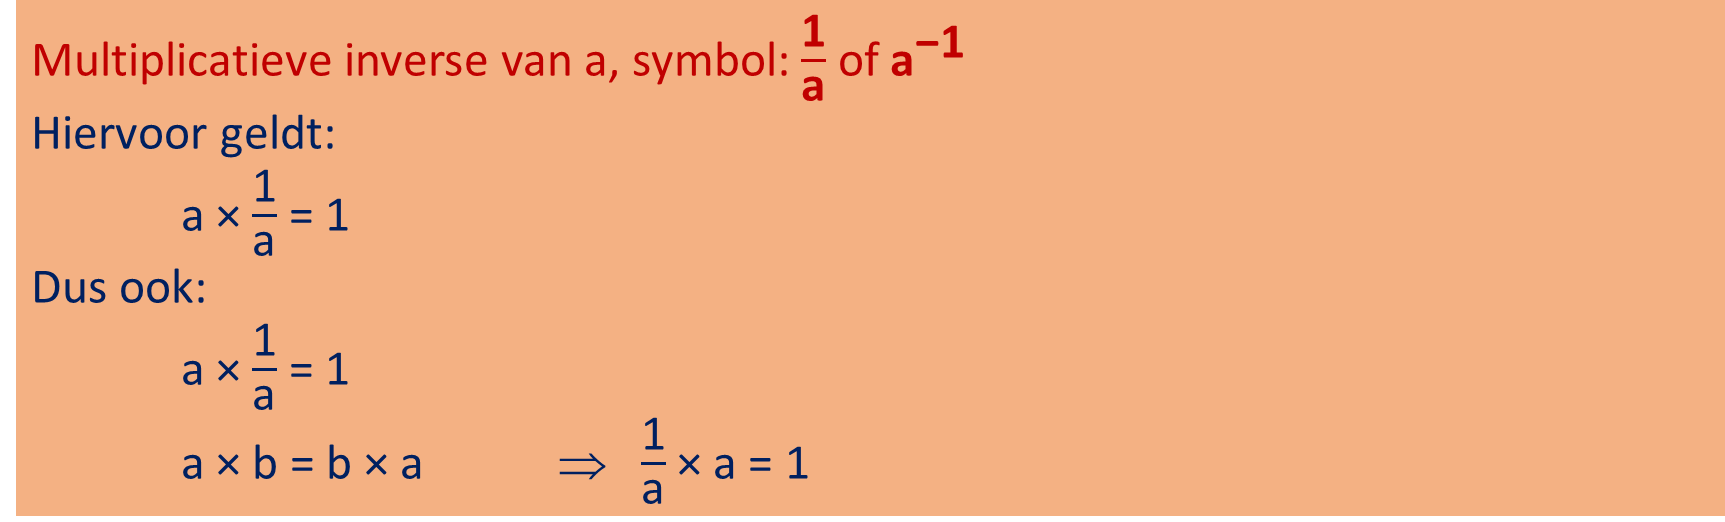 Multiplicatieve inverse van a, symbol: 1/a of a⁻¹
Hiervoor geldt:
a × 1/a = 1
Dus ook:
a × 1/a = 1
a × b = b × a ⇒ 1/a × a = 1